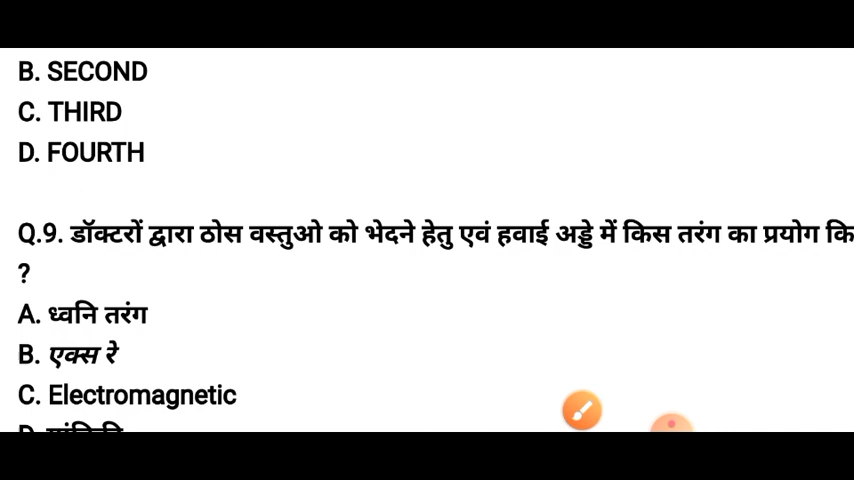 B. SECOND
C. THIRD
D. FOURTH
Q.9. डॉक्टरों द्वारा ठोस वस्तुओ को भेदने हेतु एवं हवाई अड्डे में किस तरंग का प्रयोग कि
?
A. ध्वनि तरंग
B. एक्स रे
C. Electromagnetic